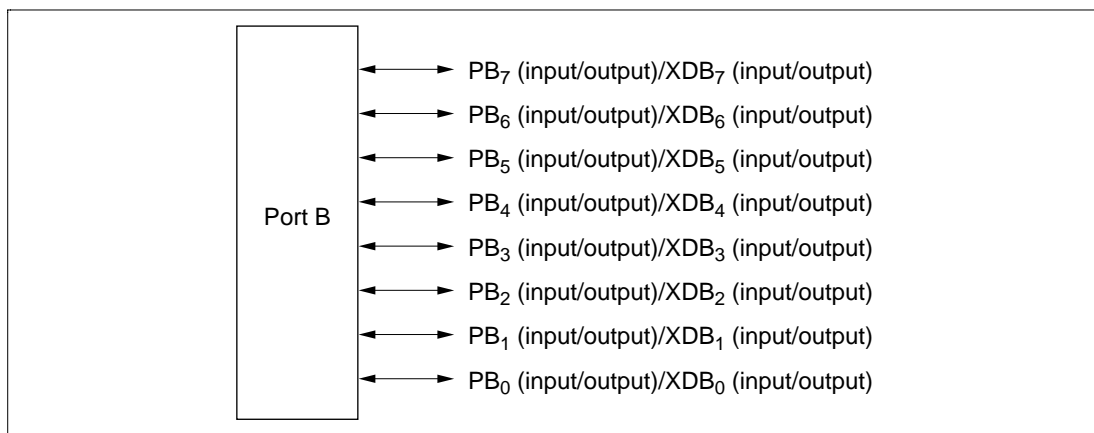 PB₇ (input/output)/XDB₇ (input/output)
PB₆ (input/output)/XDB₆ (input/output)
PB₅ (input/output)/XDB₅ (input/output)
PB₄ (input/output)/XDB₄ (input/output)
Port B
PB₃ (input/output)/XDB₃ (input/output)
PB₂ (input/output)/XDB₂ (input/output)
PB₁ (input/output)/XDB₁ (input/output)
PB₀ (input/output)/XDB₀ (input/output)